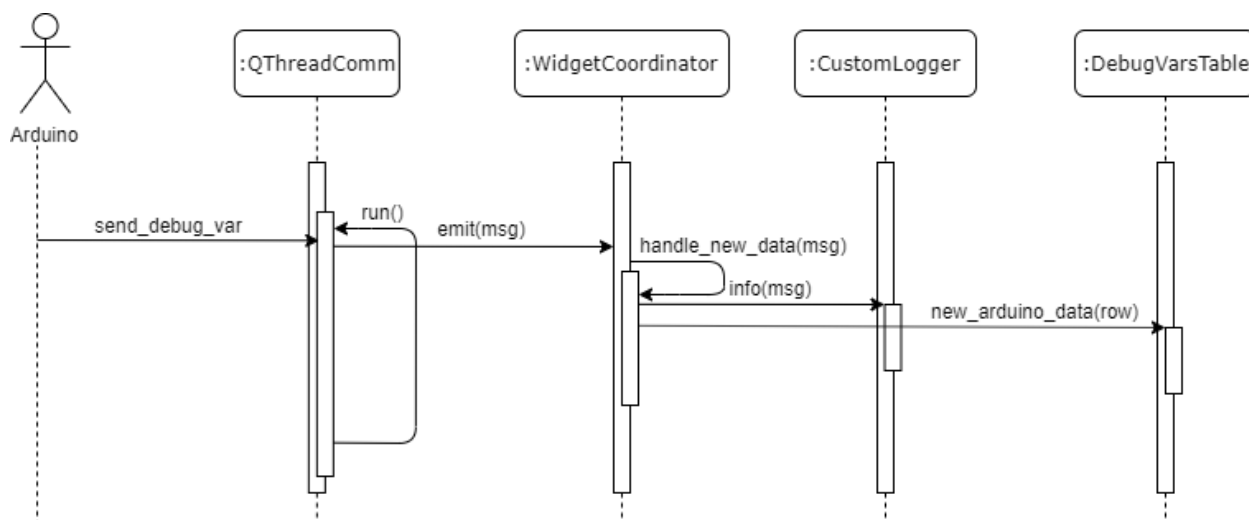 :QThreadComm
:WidgetCoordinator
:CustomLogger
:DebugVarsTable
Arduino
run()
send_debug_var
emit(msg)
handle_new_data(msg)
info(msg)
new_arduino_data(row)